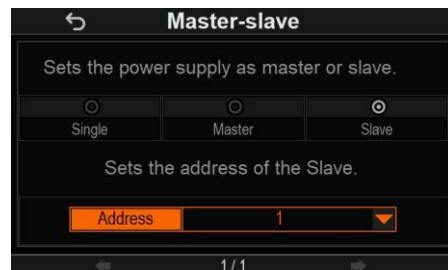 Master-slave
Sets the power supply as master or slave.
Single Master Slave
Sets the address of the Slave.
Address 1
1 / 1